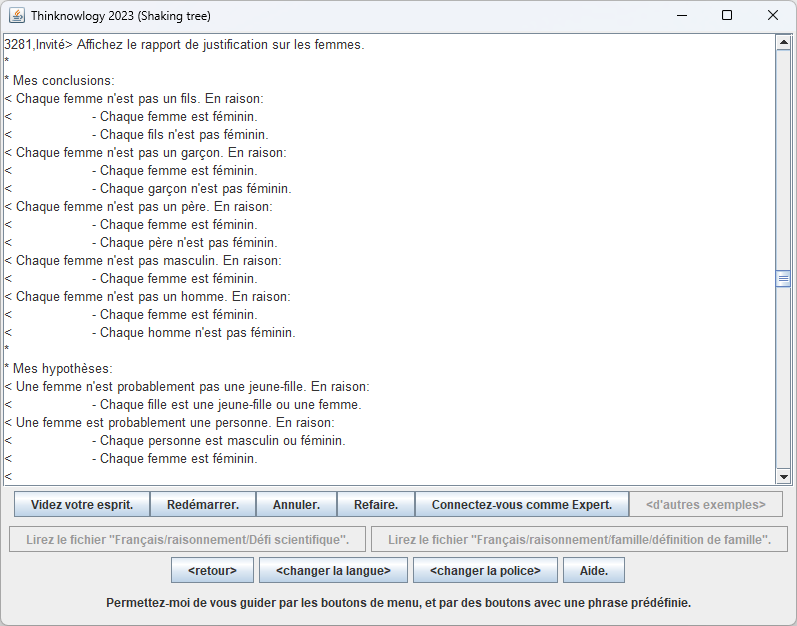 Thinknowlogy 2023 (Shaking tree)
3281,Invité> Affichez le rapport de justification sur les femmes.
*
* Mes conclusions:
< Chaque femme n'est pas un fils. En raison:
< - Chaque femme est féminin.
< - Chaque fils n'est pas féminin.
< Chaque femme n'est pas un garçon. En raison:
< - Chaque femme est féminin.
< - Chaque garçon n'est pas féminin.
< Chaque femme n'est pas un père. En raison:
< - Chaque femme est féminin.
< - Chaque père n'est pas féminin.
< Chaque femme n'est pas masculin. En raison:
< - Chaque femme est féminin.
< Chaque femme n'est pas un homme. En raison:
< - Chaque femme est féminin.
< - Chaque homme n'est pas féminin.
*
* Mes hypothèses:
< Une femme n'est probablement pas une jeune-fille. En raison:
< - Chaque fille est une jeune-fille ou une femme.
< Une femme est probablement une personne. En raison:
< - Chaque personne est masculin ou féminin.
< - Chaque femme est féminin.
<
Videz votre esprit. Redémarrer. Annuler. Refaire. Connectez-vous comme Expert. <d'autres exemples>
Lirez le fichier "Français/raisonnement/Défi scientifique". Lirez le fichier "Français/raisonnement/famille/définition de famille".
<retour> <changer la langue> <changer la police> Aide.
Permettez-moi de vous guider par les boutons de menu, et par des boutons avec une phrase prédéfinie.